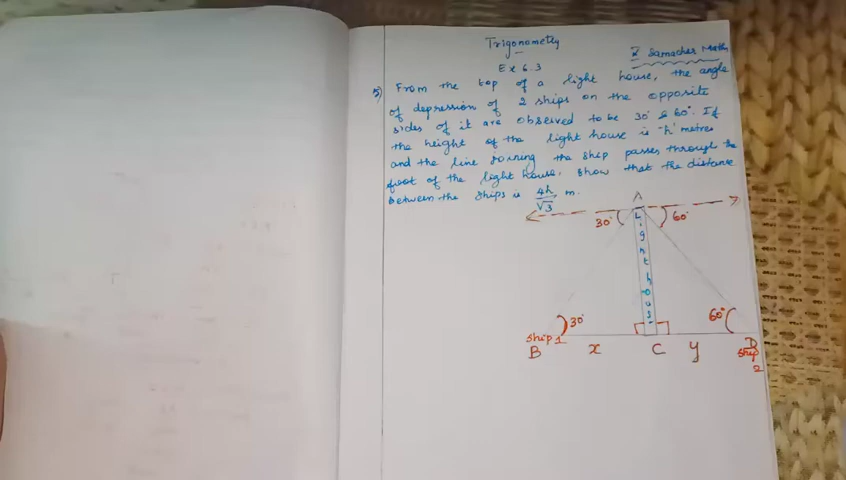 Trigonometry
X Samacheer Maths
Ex 6.3
5) From the top of a light house, the angle
of depression of 2 ships on the opposite
sides of it are observed to be 30° & 60°. If
the height of the light house is 'h' metres
and the line joining the ship passes through the
foot of the light house, show that the distance
between the ships is 4h/√3, m.
A
30° 60°
Light house
30° 60°
ship 1 D
B x C y ship
2